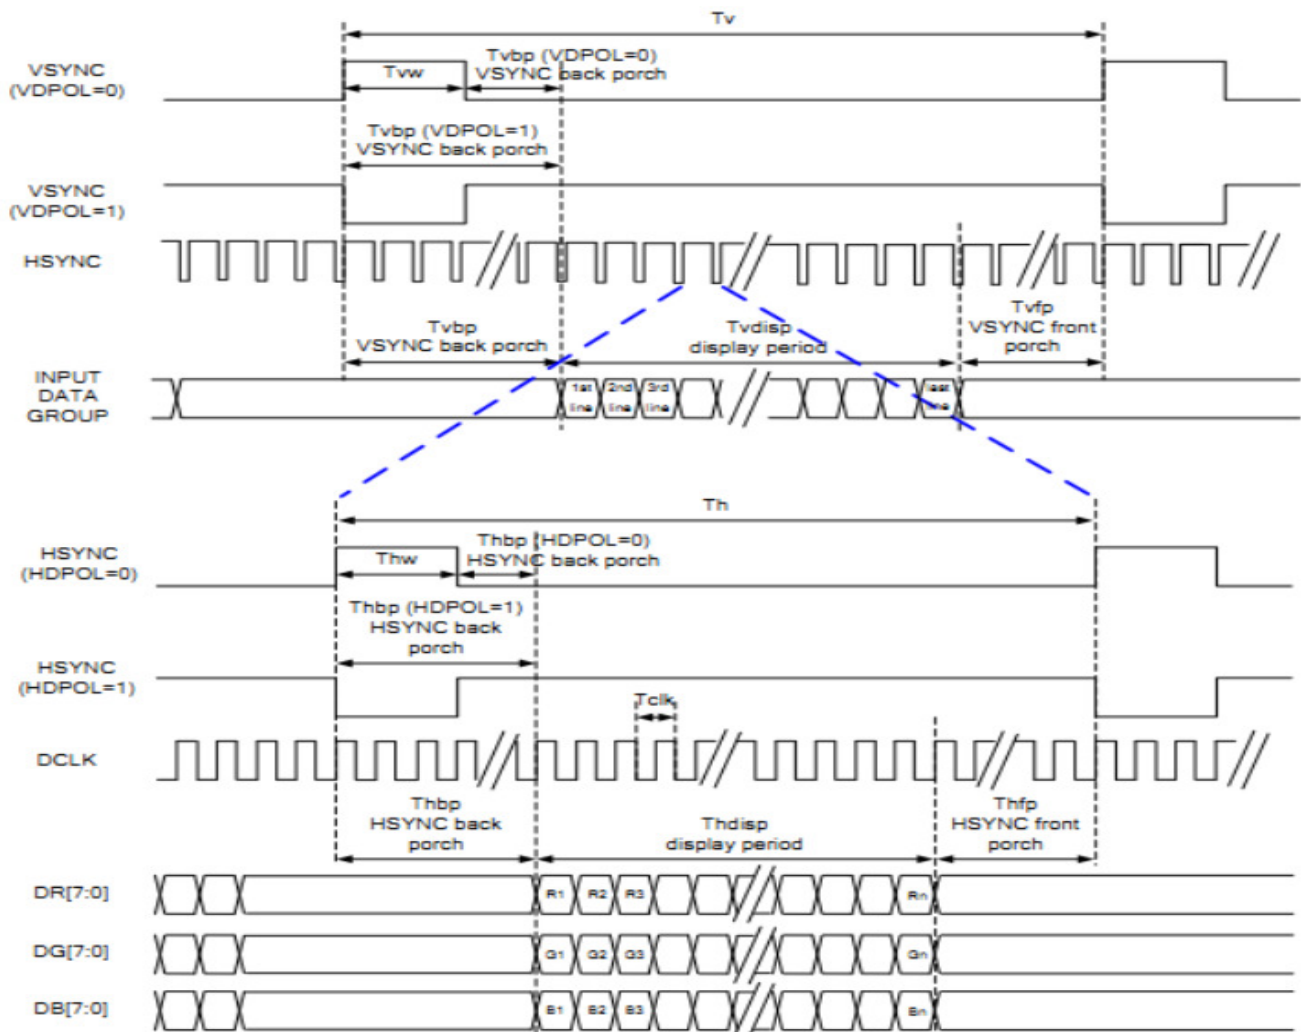 Tv
VSYNC
(VDPOL=0)
Tvw
Tvbp (VDPOL=0)
VSYNC back porch
Tvbp (VDPOL=1)
VSYNC back porch
VSYNC
(VDPOL=1)
HSYNC
Tvbp
VSYNC back porch
Tvdisp
display period
Tvfp
VSYNC front
porch
INPUT
DATA
GROUP
1st
line
2nd
line
3rd
line
last
line
Th
HSYNC
(HDPOL=0)
Thw
Thbp (HDPOL=0)
HSYNC back porch
Thbp (HDPOL=1)
HSYNC back
porch
HSYNC
(HDPOL=1)
Tclk
DCLK
Thbp
HSYNC back
porch
Thdisp
display period
Thfp
HSYNC front
porch
DR[7:0]
R1 R2 R3 Rn
DG[7:0]
G1 G2 G3 Gn
DB[7:0]
B1 B2 B3 Bn